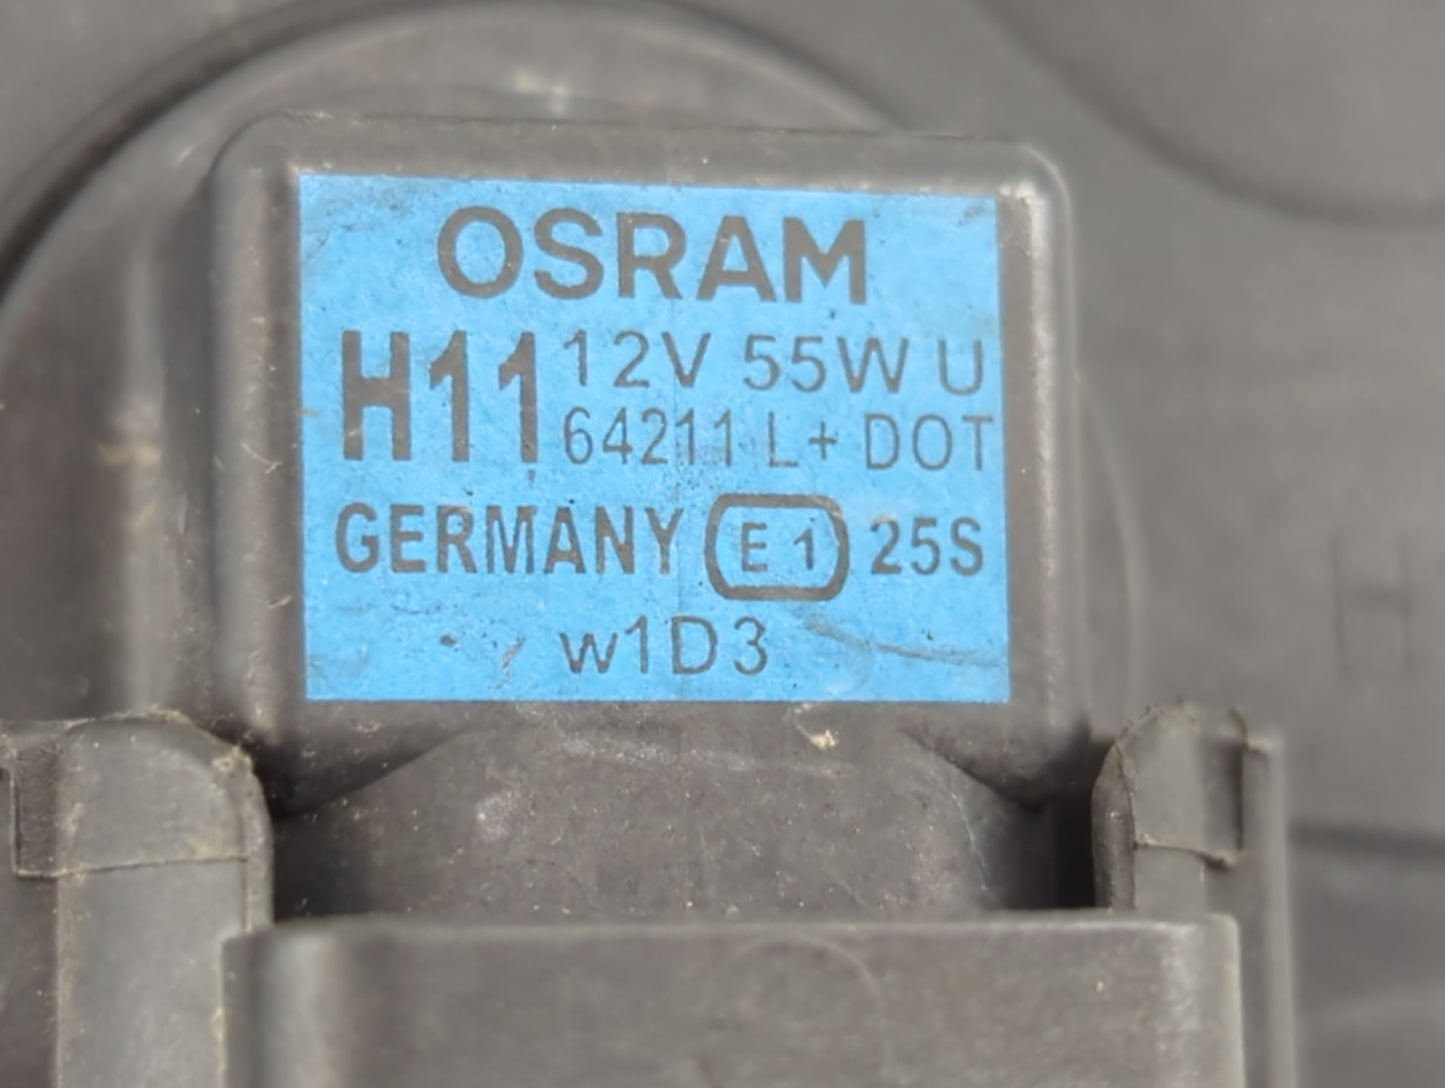 OSRAM
H11 12V 55W U
64211 L+ DOT
GERMANY E1 25S
w1D3
H